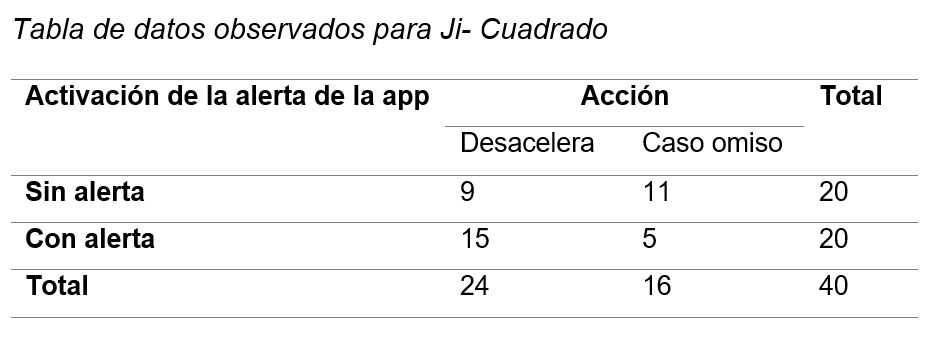 Tabla de datos observados para Ji- Cuadrado
Activación de la alerta de la app Acción Total
Desacelera Caso omiso
Sin alerta 9 11 20
Con alerta 15 5 20
Total 24 16 40